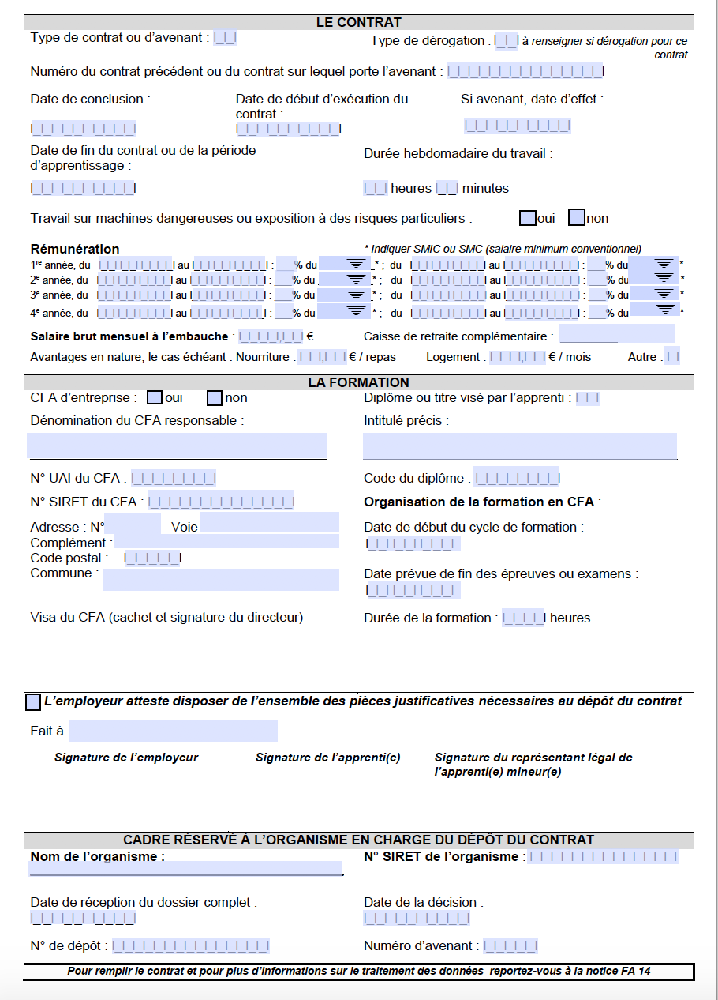 LE CONTRAT
Type de contrat ou d’avenant : |_|_|
Type de dérogation : |_|_| à renseigner si dérogation pour ce
contrat
Numéro du contrat précédent ou du contrat sur lequel porte l’avenant :
Date de conclusion :
Date de début d’exécution du
contrat :
Si avenant, date d’effet :
Date de fin du contrat ou de la période
d’apprentissage :
Durée hebdomadaire du travail :
|_|_| heures |_|_| minutes
Travail sur machines dangereuses ou exposition à des risques particuliers : oui non
Rémunération
* Indiquer SMIC ou SMC (salaire minimum conventionnel)
1re année, du au : % du * ; du au : % du *
2e année, du au : % du * ; du au : % du *
3e année, du au : % du * ; du au : % du *
4e année, du au : % du * ; du au : % du *
Salaire brut mensuel à l’embauche : €
Caisse de retraite complémentaire :
Avantages en nature, le cas échéant : Nourriture : € / repas Logement : € / mois Autre :
LA FORMATION
CFA d’entreprise : oui non
Diplôme ou titre visé par l’apprenti : |_|_|
Dénomination du CFA responsable :
Intitulé précis :
N° UAI du CFA :
Code du diplôme :
N° SIRET du CFA :
Organisation de la formation en CFA :
Adresse : N° Voie
Date de début du cycle de formation :
Complément :
Code postal :
Commune :
Date prévue de fin des épreuves ou examens :
Visa du CFA (cachet et signature du directeur)
Durée de la formation : heures
L’employeur atteste disposer de l’ensemble des pièces justificatives nécessaires au dépôt du contrat
Fait à
Signature de l’employeur
Signature de l’apprenti(e)
Signature du représentant légal de
l’apprenti(e) mineur(e)
CADRE RÉSERVÉ À L’ORGANISME EN CHARGE DU DÉPÔT DU CONTRAT
Nom de l’organisme :
N° SIRET de l’organisme :
Date de réception du dossier complet :
Date de la décision :
N° de dépôt :
Numéro d’avenant :
Pour remplir le contrat et pour plus d’informations sur le traitement des données reportez-vous à la notice FA 14